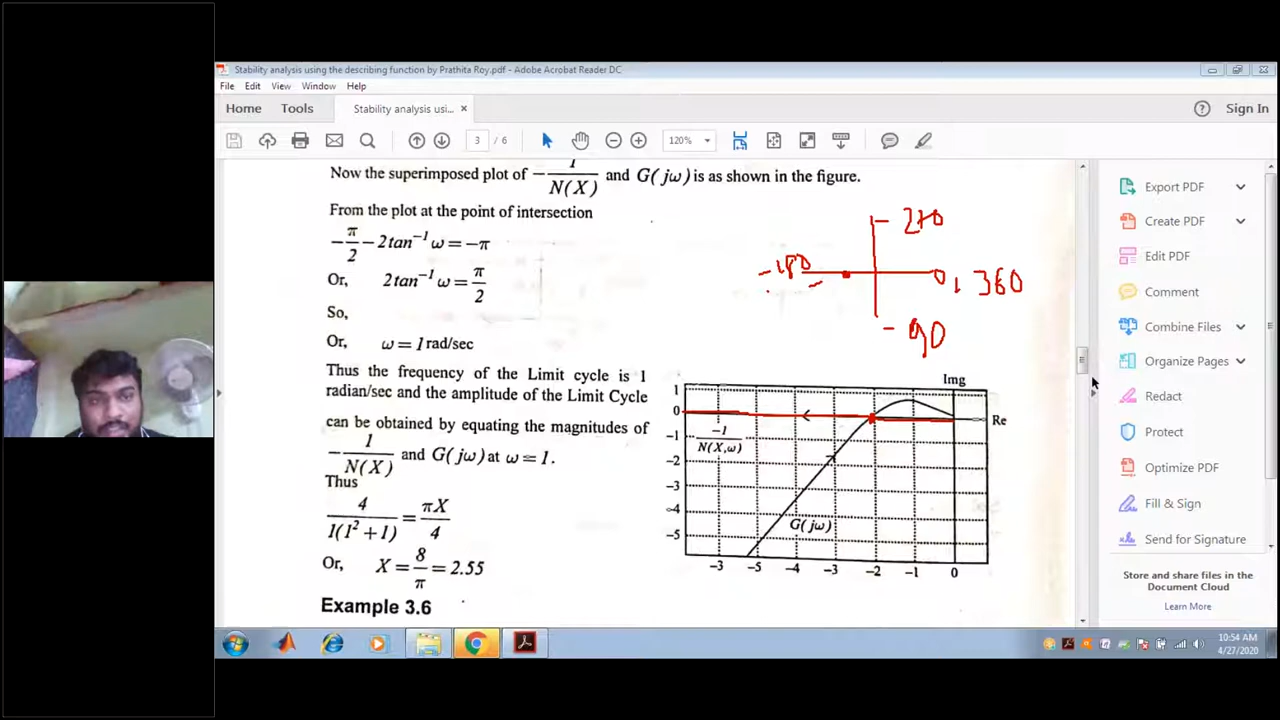 Stability analysis using the describing function by Prathita Roy.pdf - Adobe Acrobat Reader DC
File Edit View Window Help
Home Tools Stability analysis usi... × Sign In
3 / 6 120%
Now the superimposed plot of -1/N(X) and G(jω) is as shown in the figure.
From the plot at the point of intersection
-π/2 - 2tan⁻¹ ω = -π
Or, 2tan⁻¹ ω = π/2
So,
Or, ω = 1 rad/sec
Thus the frequency of the Limit cycle is 1
radian/sec and the amplitude of the Limit Cycle
can be obtained by equating the magnitudes of
-1/N(X) and G(jω) at ω = 1.
Thus
4/1(1²+1) = πX/4
Or, X = 8/π = 2.55
Example 3.6
-270
-180
0, 360
-90
Img
Re
1
0
-1
-2
-3
-4
-5
-1/N(X,ω)
G(jω)
-3 -5 -4 -3 -2 -1 0
Export PDF
Create PDF
Edit PDF
Comment
Combine Files
Organize Pages
Redact
Protect
Optimize PDF
Fill & Sign
Send for Signature
Store and share files in the
Document Cloud
Learn More
10:54 AM
4/27/2020